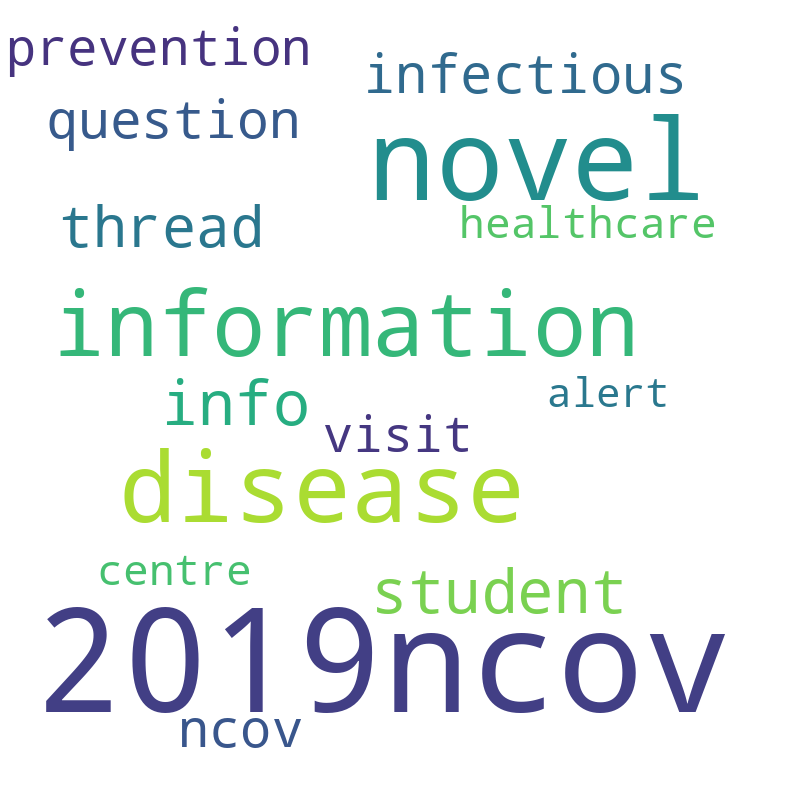 prevention
infectious
question
novel
thread
healthcare
information
info
alert
visit
disease
centre
student
2019ncov
ncov